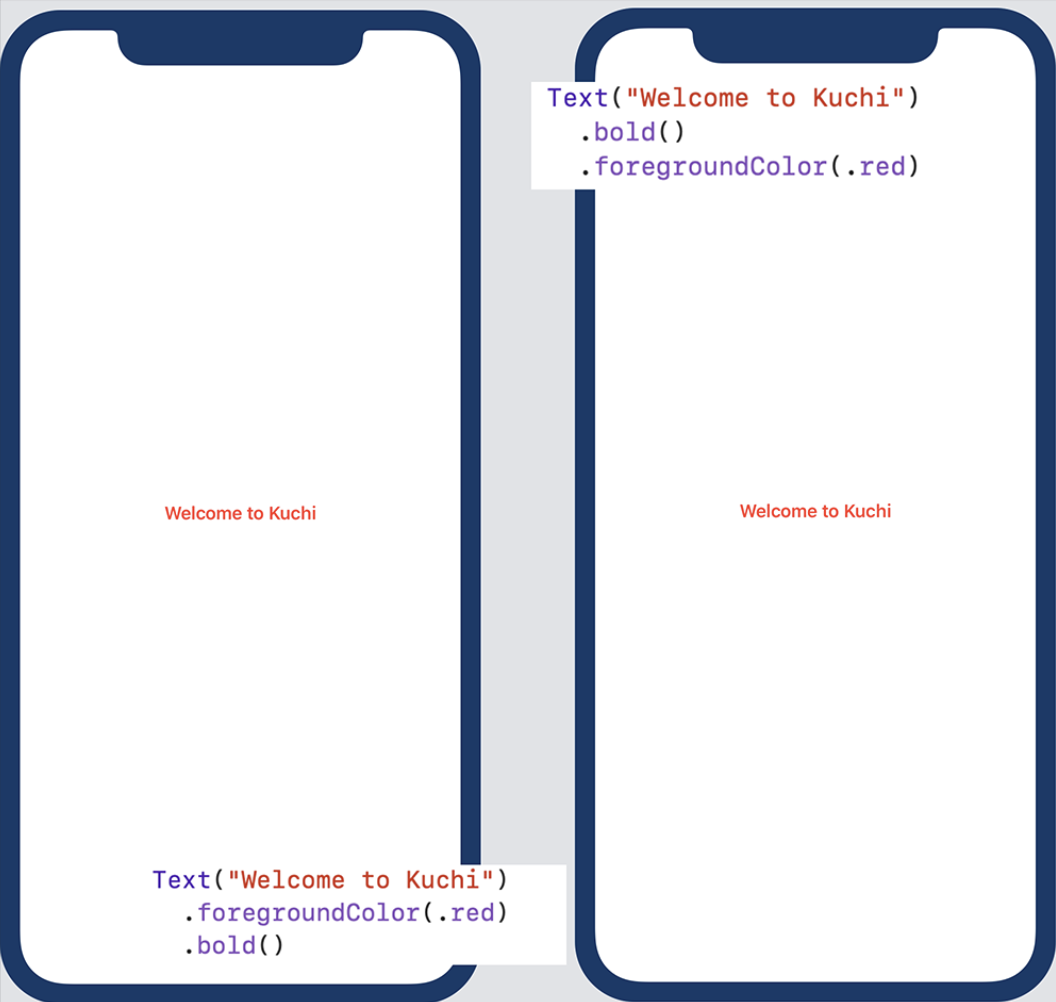 Text("Welcome to Kuchi")
.bold()
.foregroundColor(.red)
Welcome to Kuchi
Welcome to Kuchi
Text("Welcome to Kuchi")
.foregroundColor(.red)
.bold()